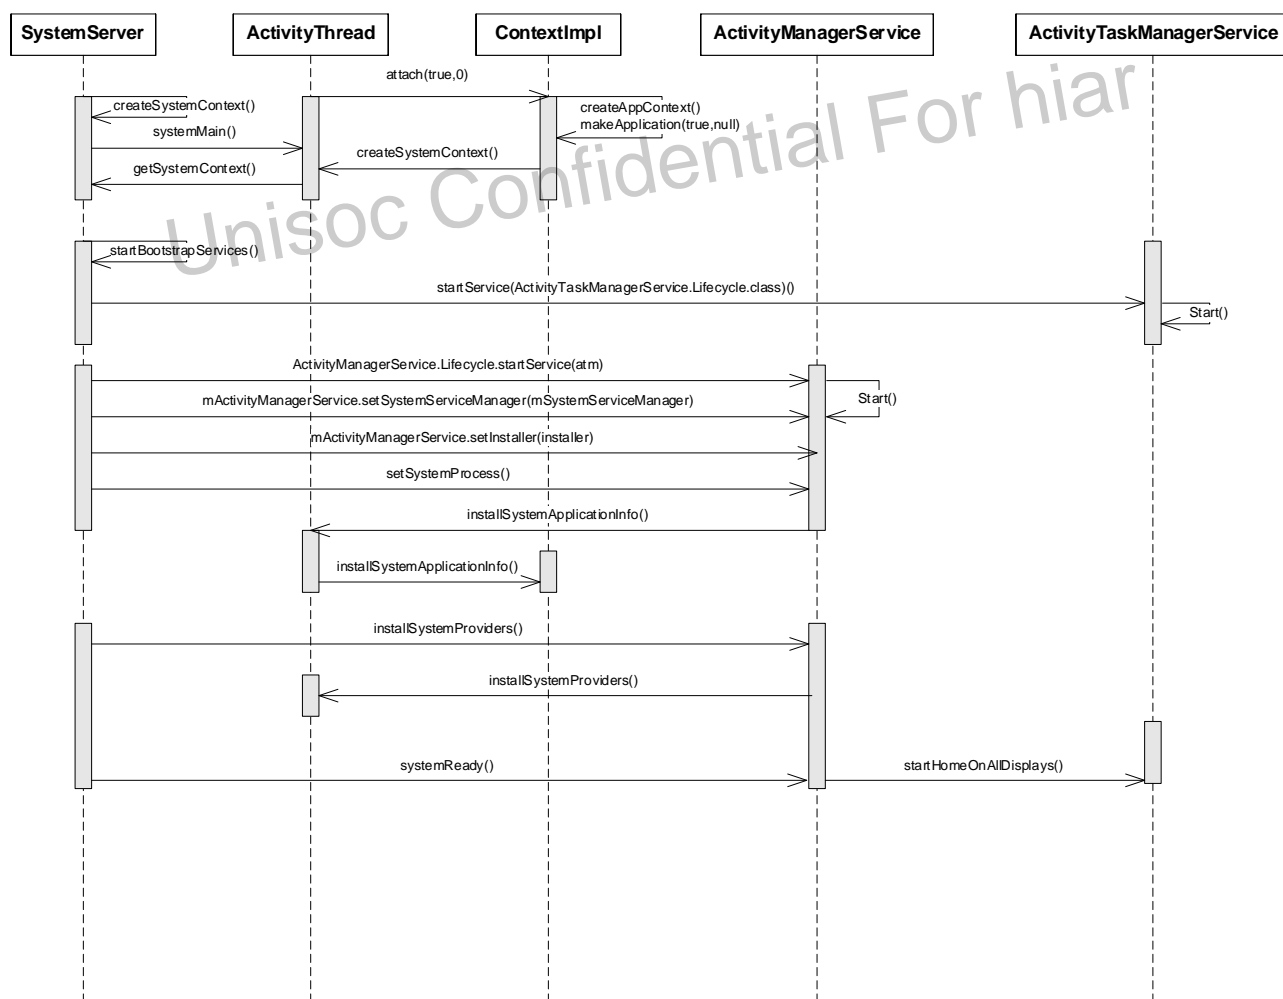 SystemServer
ActivityThread
ContextImpl
ActivityManagerService
ActivityTaskManagerService
attach(true,0)
createSystemContext()
createAppContext()
makeApplication(true,null)
systemMain()
createSystemContext()
getSystemContext()
Unisoc Confidential For hiar
startBootstrapServices()
startService(ActivityTaskManagerService.Lifecycle.class)()
Start()
ActivityManagerService.Lifecycle.startService(atm)
Start()
mActivityManagerService.setSystemServiceManager(mSystemServiceManager)
mActivityManagerService.setInstaller(installer)
setSystemProcess()
installSystemApplicationInfo()
installSystemApplicationInfo()
installSystemProviders()
installSystemProviders()
systemReady()
startHomeOnAllDisplays()